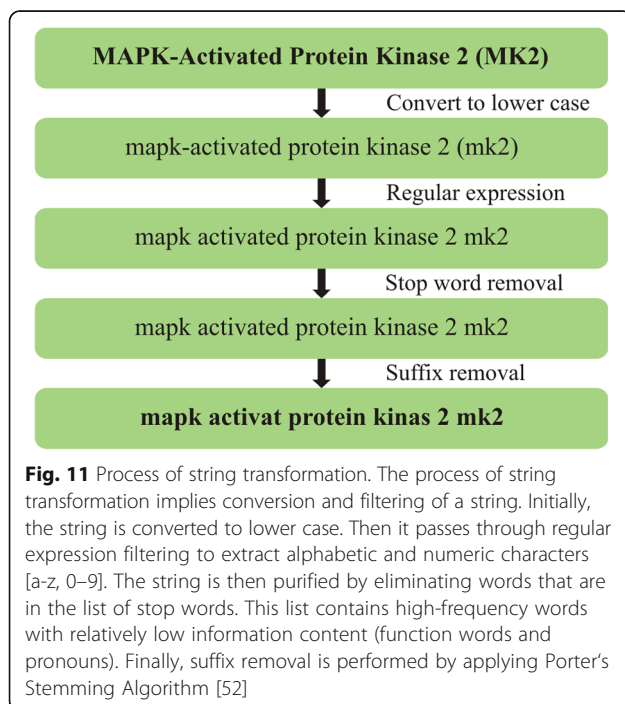 MAPK-Activated Protein Kinase 2 (MK2)
Convert to lower case
mapk-activated protein kinase 2 (mk2)
Regular expression
mapk activated protein kinase 2 mk2
Stop word removal
mapk activated protein kinase 2 mk2
Suffix removal
mapk activat protein kinas 2 mk2
Fig. 11 Process of string transformation. The process of string
transformation implies conversion and filtering of a string. Initially,
the string is converted to lower case. Then it passes through regular
expression filtering to extract alphabetic and numeric characters
[a-z, 0–9]. The string is then purified by eliminating words that are
in the list of stop words. This list contains high-frequency words
with relatively low information content (function words and
pronouns). Finally, suffix removal is performed by applying Porter‘s
Stemming Algorithm [52]